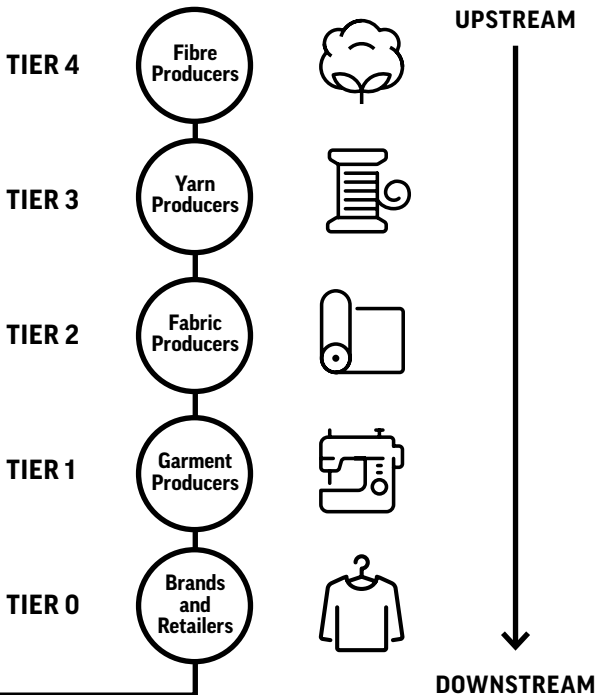 UPSTREAM
TIER 4
Fibre
Producers
TIER 3
Yarn
Producers
TIER 2
Fabric
Producers
TIER 1
Garment
Producers
TIER 0
Brands
and
Retailers
DOWNSTREAM